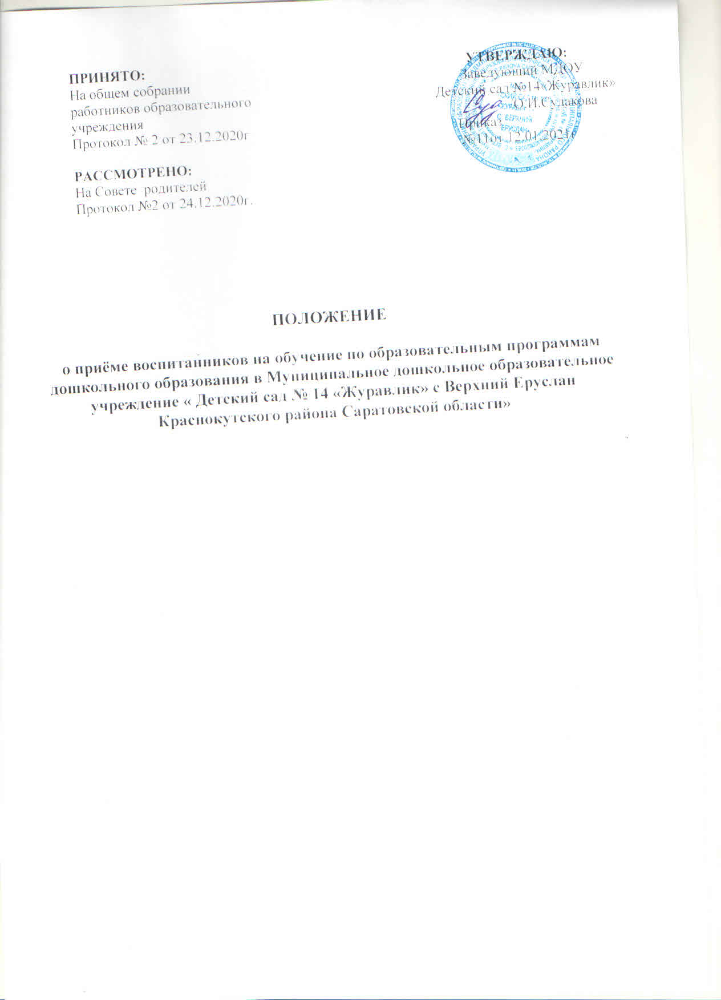 ПРИНЯТО:
На общем собрании
работников образовательного
учреждения
Протокол № 2 от 23.12.2020г
РАССМОТРЕНО:
На Совете родителей
Протокол №2 от 24.12.2020г.
УТВЕРЖДАЮ:
Заведующий МДОУ
Детский сад №14«Журавлик»
О.И.Судакова
Приказ
№11от 12.01.2021г
С. ВЕРХНИЙ
ЕРУСЛАН
ПОЛОЖЕНИЕ
о приёме воспитанников на обучение по образовательным программам
дошкольного образования в Муниципальное дошкольное образовательное
учреждение « Детский сад № 14 «Журавлик» с Верхний Еруслан
Краснокутского района Саратовской области»